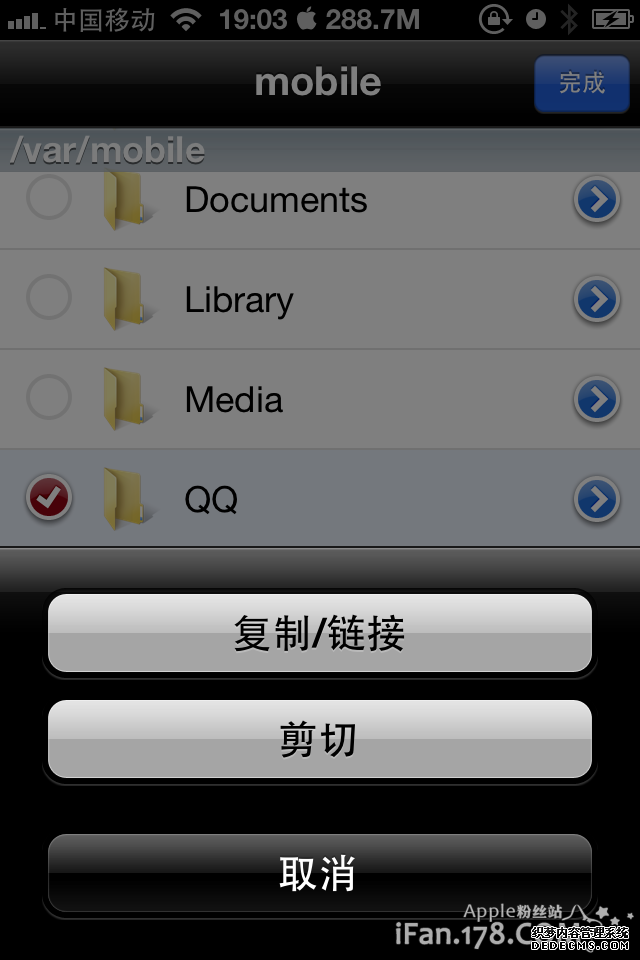 中国移动 19:03 288.7M
mobile 完成
/var/mobile
Documents
Library
Media
QQ
复制/链接
剪切
取消
Apple粉丝站
iFan.178.COM
织梦内容管理系统
DEDECMS.COM